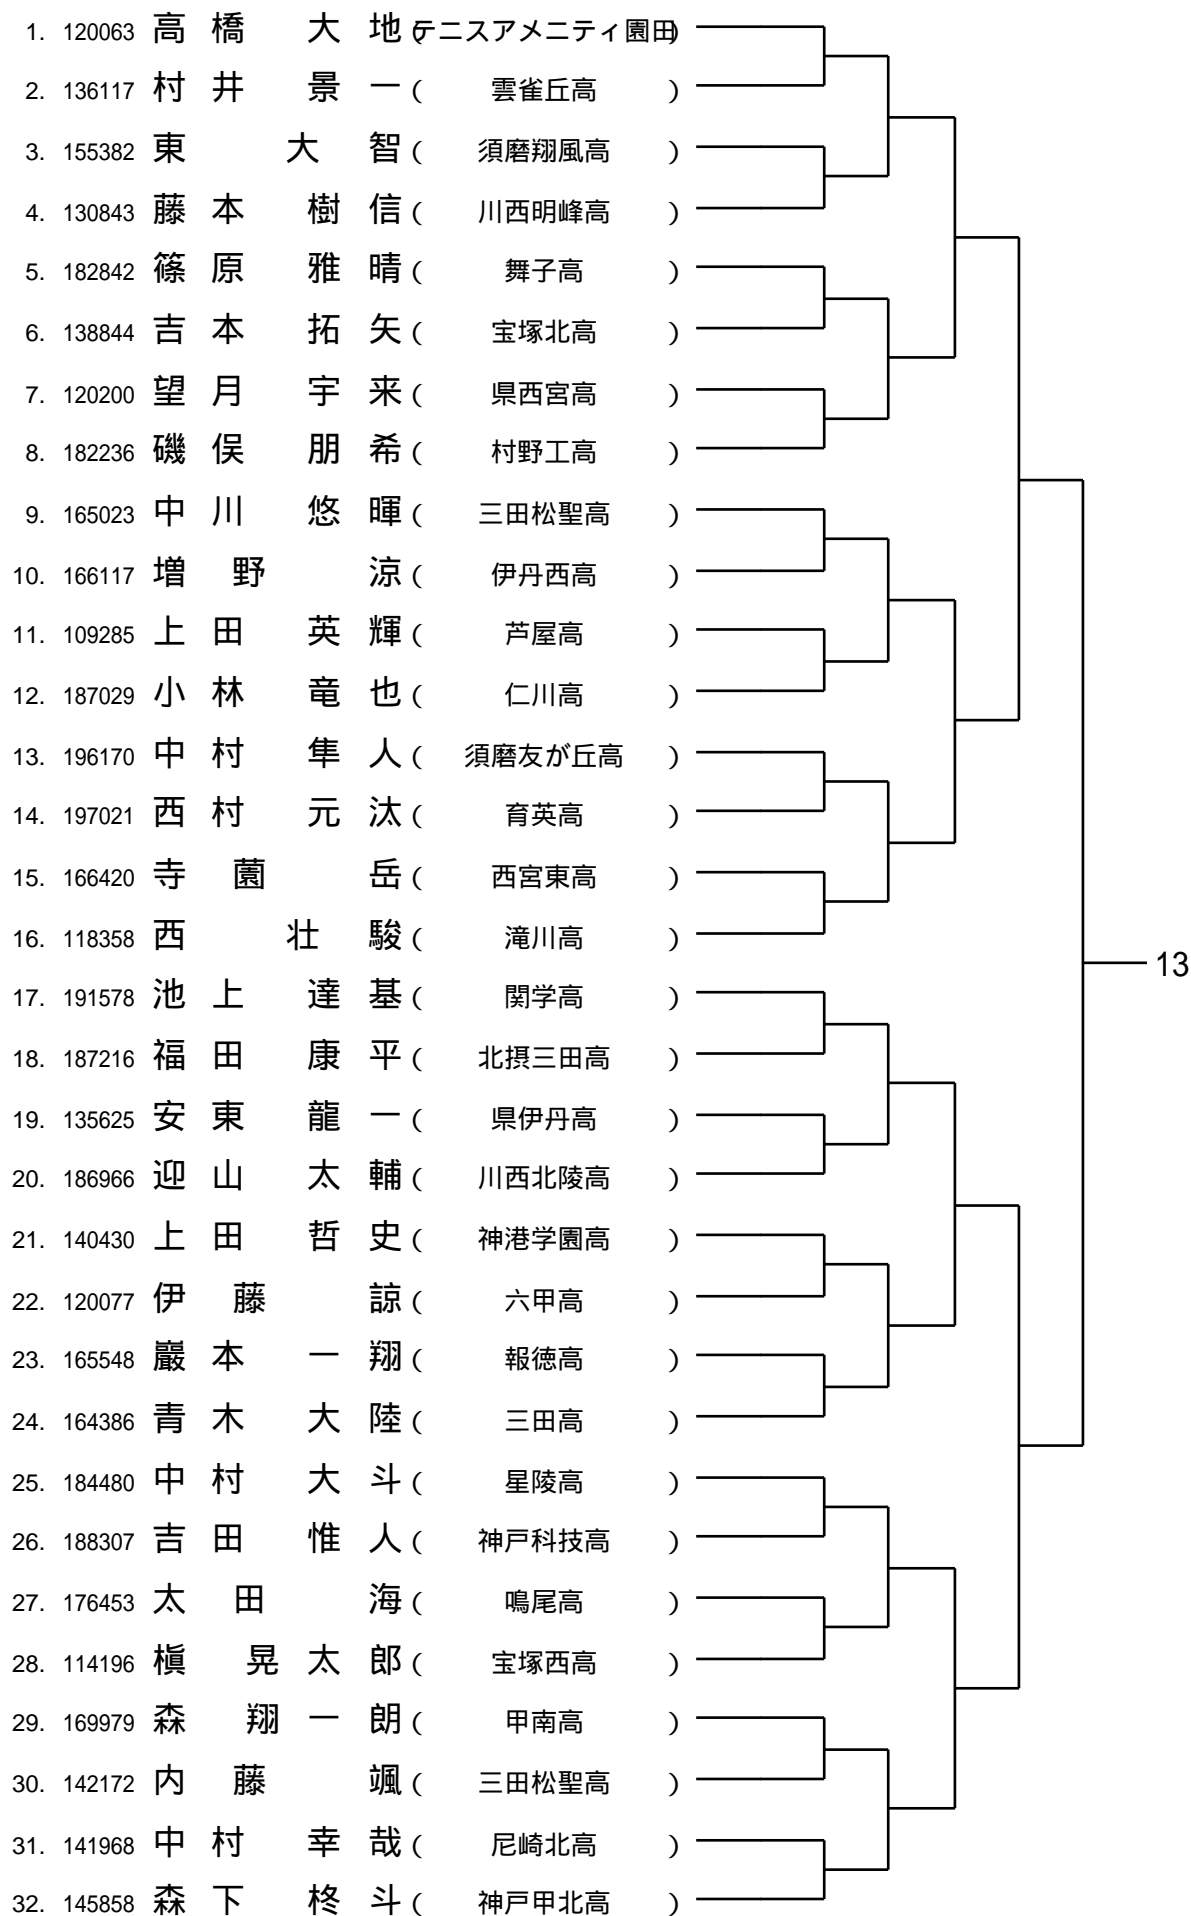 1. 120063 高橋 大地 (テニスアメニティ園田)
2. 136117 村井 景一 ( 雲雀丘高 )
3. 155382 東 大智 ( 須磨翔風高 )
4. 130843 藤本 樹信 ( 川西明峰高 )
5. 182842 篠原 雅晴 ( 舞子高 )
6. 138844 吉本 拓矢 ( 宝塚北高 )
7. 120200 望月 宇来 ( 県西宮高 )
8. 182236 磯俣 朋希 ( 村野工高 )
9. 165023 中川 悠暉 ( 三田松聖高 )
10. 166117 増野 涼 ( 伊丹西高 )
11. 109285 上田 英輝 ( 芦屋高 )
12. 187029 小林 竜也 ( 仁川高 )
13. 196170 中村 隼人 ( 須磨友が丘高 )
14. 197021 西村 元汰 ( 育英高 )
15. 166420 寺薗 岳 ( 西宮東高 )
16. 118358 西 壮駿 ( 滝川高 )
13
17. 191578 池上 達基 ( 関学高 )
18. 187216 福田 康平 ( 北摂三田高 )
19. 135625 安東 龍一 ( 県伊丹高 )
20. 186966 迎山 太輔 ( 川西北陵高 )
21. 140430 上田 哲史 ( 神港学園高 )
22. 120077 伊藤 諒 ( 六甲高 )
23. 165548 巖本 一翔 ( 報徳高 )
24. 164386 青木 大陸 ( 三田高 )
25. 184480 中村 大斗 ( 星陵高 )
26. 188307 吉田 惟人 ( 神戸科技高 )
27. 176453 太田 海 ( 鳴尾高 )
28. 114196 槇 晃太郎 ( 宝塚西高 )
29. 169979 森 翔一朗 ( 甲南高 )
30. 142172 内藤 颯 ( 三田松聖高 )
31. 141968 中村 幸哉 ( 尼崎北高 )
32. 145858 森下 柊斗 ( 神戸甲北高 )